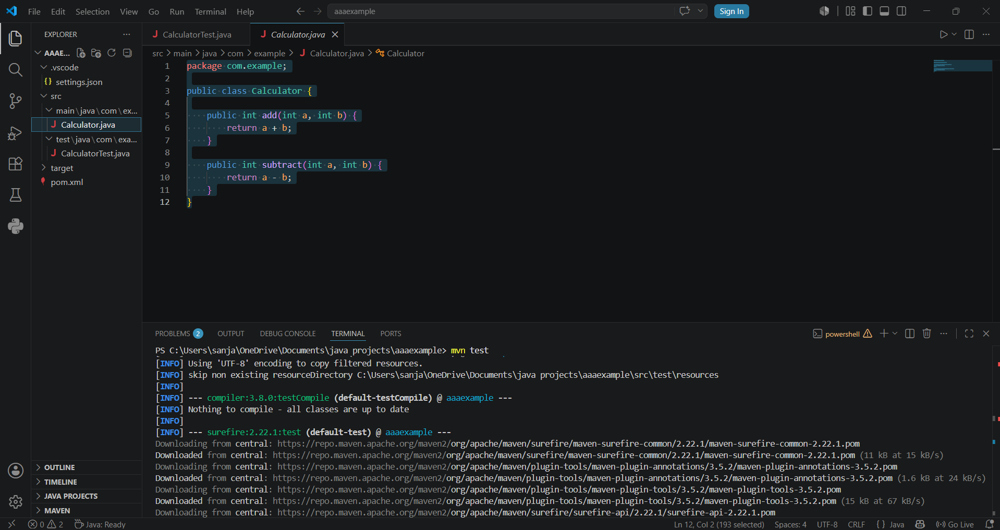 File Edit Selection View Go Run Terminal Help
aaaexample
Sign In
EXPLORER
AAAE...
.vscode
{} settings.json
src
main\java\com\ex...
J Calculator.java
test\java\com\exa...
J CalculatorTest.java
target
pom.xml
OUTLINE
TIMELINE
JAVA PROJECTS
MAVEN
J CalculatorTest.java
J Calculator.java
src > main > java > com > example > J Calculator.java > Calculator
1 package com.example;
2
3 public class Calculator {
4
5 public int add(int a, int b) {
6 return a + b;
7 }
8
9 public int subtract(int a, int b) {
10 return a - b;
11 }
12 }
PROBLEMS 2 OUTPUT DEBUG CONSOLE TERMINAL PORTS
powershell
PS C:\Users\sanja\OneDrive\Documents\java projects\aaaexample> mvn test
[INFO] Using 'UTF-8' encoding to copy filtered resources.
[INFO] skip non existing resourceDirectory C:\Users\sanja\OneDrive\Documents\java projects\aaaexample\src\test\resources
[INFO]
[INFO] --- compiler:3.8.0:testCompile (default-testCompile) @ aaaexample ---
[INFO] Nothing to compile - all classes are up to date
[INFO]
[INFO] --- surefire:2.22.1:test (default-test) @ aaaexample ---
Downloading from central: https://repo.maven.apache.org/maven2/org/apache/maven/surefire/maven-surefire-common/2.22.1/maven-surefire-common-2.22.1.pom
Downloaded from central: https://repo.maven.apache.org/maven2/org/apache/maven/surefire/maven-surefire-common/2.22.1/maven-surefire-common-2.22.1.pom (11 kB at 15 kB/s)
Downloading from central: https://repo.maven.apache.org/maven2/org/apache/maven/plugin-tools/maven-plugin-annotations/3.5.2/maven-plugin-annotations-3.5.2.pom
Downloaded from central: https://repo.maven.apache.org/maven2/org/apache/maven/plugin-tools/maven-plugin-annotations/3.5.2/maven-plugin-annotations-3.5.2.pom (1.6 kB at 24 kB/s)
Downloading from central: https://repo.maven.apache.org/maven2/org/apache/maven/plugin-tools/maven-plugin-tools/3.5.2/maven-plugin-tools-3.5.2.pom
Downloaded from central: https://repo.maven.apache.org/maven2/org/apache/maven/plugin-tools/maven-plugin-tools/3.5.2/maven-plugin-tools-3.5.2.pom (15 kB at 67 kB/s)
Downloading from central: https://repo.maven.apache.org/maven2/org/apache/maven/surefire/surefire-api/2.22.1/surefire-api-2.22.1.pom
0 2 Java: Ready
Ln 12, Col 2 (193 selected) Spaces: 4 UTF-8 CRLF {} Java Go Live